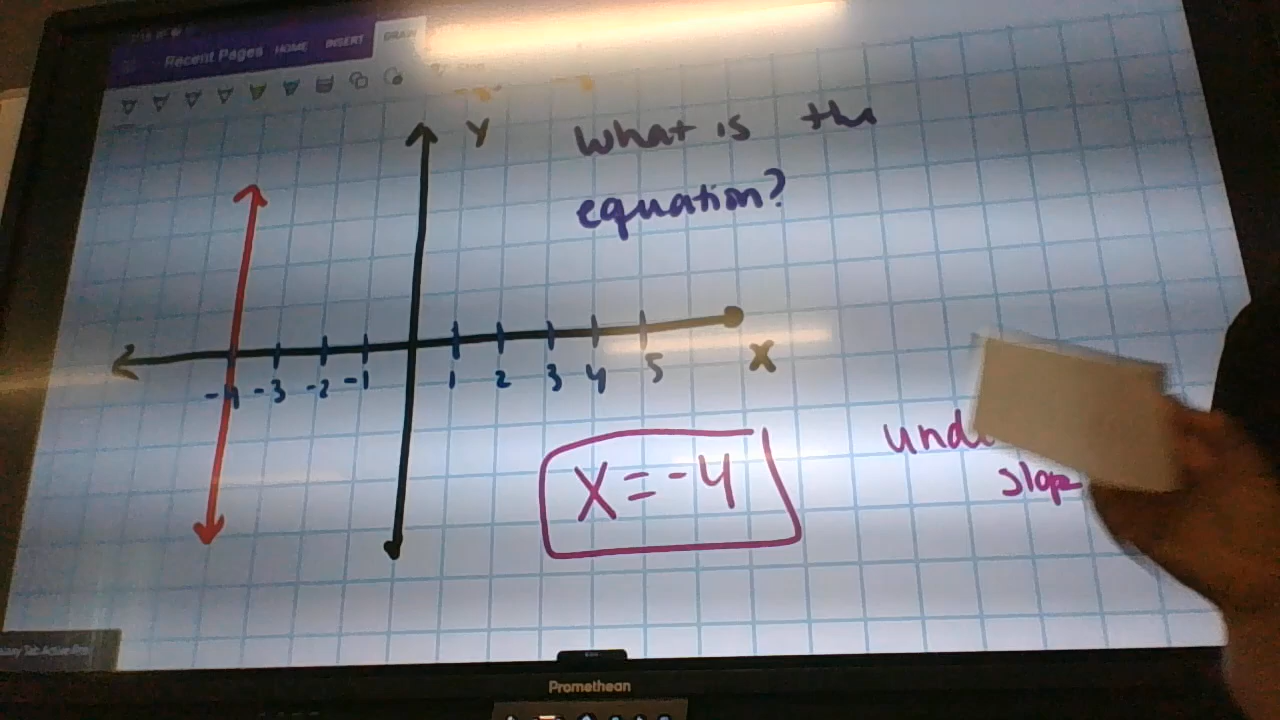 Recent Pages HOME INSERT DRAW
Y
What is the
equation?
-4 -3 -2 -1 1 2 3 4 5
X
X = -4
slope
Promethean